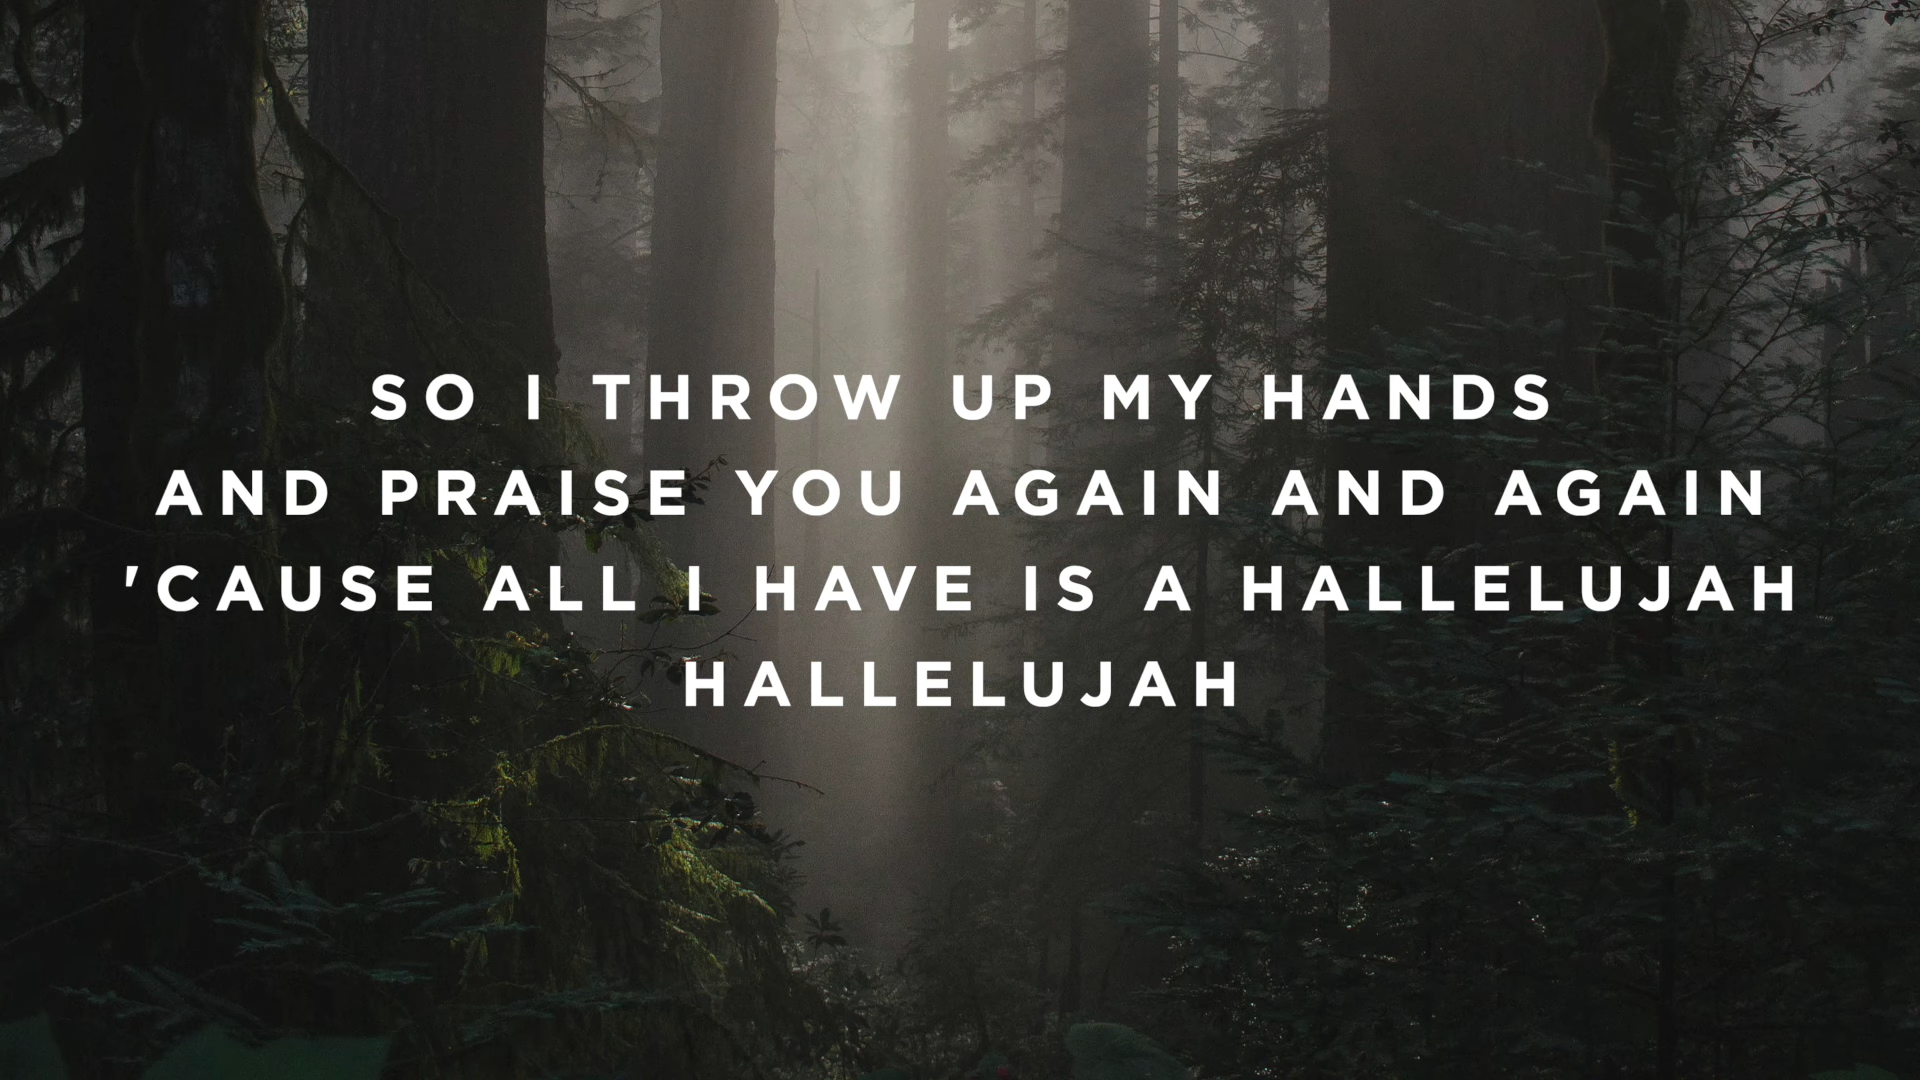 SO I THROW UP MY HANDS
AND PRAISE YOU AGAIN AND AGAIN
'CAUSE ALL I HAVE IS A HALLELUJAH
HALLELUJAH